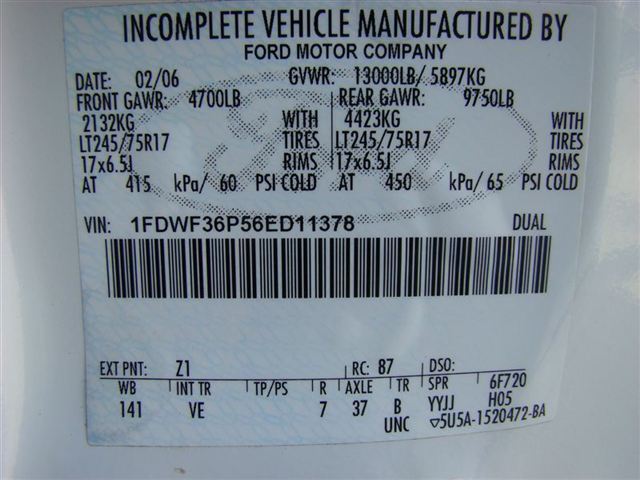 INCOMPLETE VEHICLE MANUFACTURED BY
FORD MOTOR COMPANY
DATE: 02/06 GVWR: 13000LB/ 5897KG
FRONT GAWR: 4700LB REAR GAWR: 9750LB
2132KG WITH 4423KG WITH
LT245/75R17 TIRES LT245/75R17 TIRES
17x6.5J RIMS 17x6.5J RIMS
AT 415 kPa/ 60 PSI COLD AT 450 kPa/ 65 PSI COLD
VIN: 1FDWF36P56ED11378 DUAL
Ford
EXT PNT: Z1 RC: 87 DSO:
WB INT TR TP/PS R AXLE TR SPR 6F720
141 VE 7 37 B YYJJ H05
UNC ▽5U5A-1520472-BA